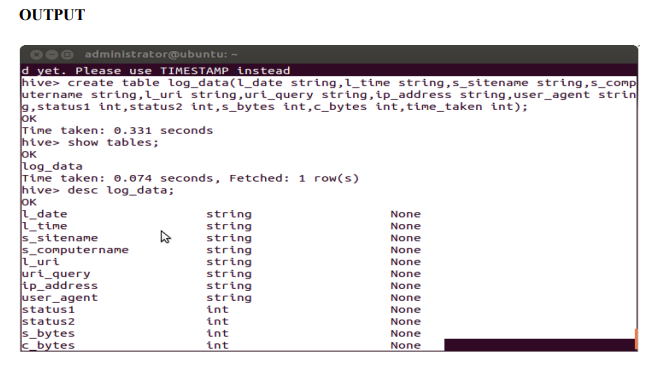 OUTPUT
administrator@ubuntu: ~
d yet. Please use TIMESTAMP instead
hive> create table log_data(l_date string,l_time string,s_sitename string,s_comp
utername string,l_uri string,uri_query string,ip_address string,user_agent strin
g,status1 int,status2 int,s_bytes int,c_bytes int,time_taken int);
OK
Time taken: 0.331 seconds
hive> show tables;
OK
log_data
Time taken: 0.074 seconds, Fetched: 1 row(s)
hive> desc log_data;
OK
l_date string None
l_time string None
s_sitename string None
s_computername string None
l_uri string None
uri_query string None
ip_address string None
user_agent string None
status1 int None
status2 int None
s_bytes int None
c_bytes int None